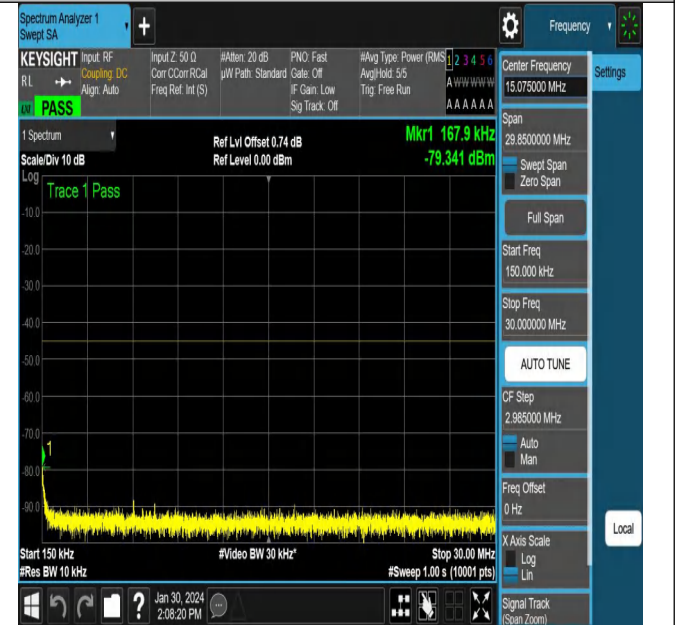 Spectrum Analyzer 1
Swept SA
+
Frequency
KEYSIGHT
RL
PASS
Input: RF
Coupling: DC
Align: Auto
Input Z: 50 Ω
Corr CCorr RCal
Freq Ref: Int (S)
#Atten: 20 dB
µW Path: Standard
PNO: Fast
Gate: Off
IF Gain: Low
Sig Track: Off
#Avg Type: Power (RMS
Avg|Hold: 5/5
Trig: Free Run
1 2 3 4 5 6
A W W W W W
A A A A A A
1 Spectrum
Scale/Div 10 dB
Ref Lvl Offset 0.74 dB
Ref Level 0.00 dBm
Mkr1 167.9 kHz
-79.341 dBm
Log
Trace 1 Pass
-10.0
-20.0
-30.0
-40.0
-50.0
-60.0
-70.0
-80.0
-90.0
1
Start 150 kHz
#Res BW 10 kHz
#Video BW 30 kHz*
Stop 30.00 MHz
#Sweep 1.00 s (10001 pts)
Center Frequency
15.075000 MHz
Settings
Span
29.8500000 MHz
Swept Span
Zero Span
Full Span
Start Freq
150.000 kHz
Stop Freq
30.000000 MHz
AUTO TUNE
CF Step
2.985000 MHz
Auto
Man
Freq Offset
0 Hz
X Axis Scale
Log
Lin
Local
Signal Track
(Span Zoom)
?
Jan 30, 2024
2:08:20 PM